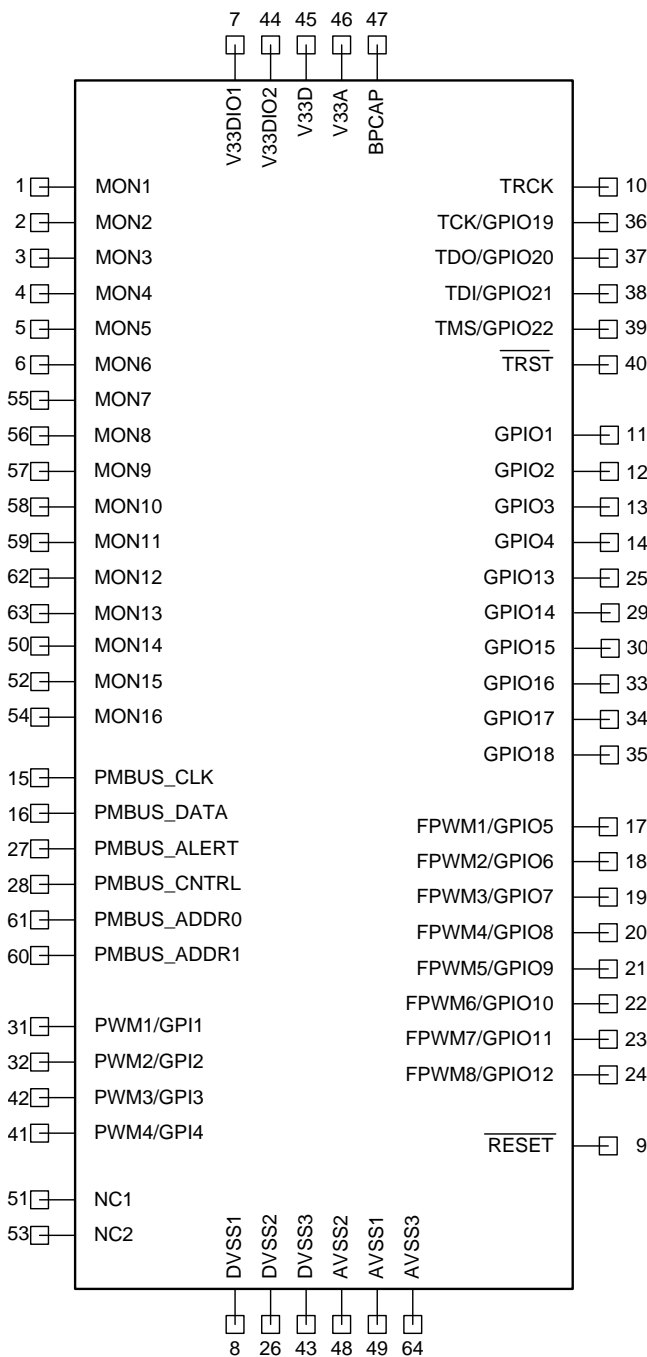 7 44 45 46 47
V33DIO1 V33DIO2 V33D V33A BPCAP
1 MON1 TRCK 10
2 MON2 TCK/GPIO19 36
3 MON3 TDO/GPIO20 37
4 MON4 TDI/GPIO21 38
5 MON5 TMS/GPIO22 39
6 MON6 TRST 40
55 MON7
56 MON8 GPIO1 11
57 MON9 GPIO2 12
58 MON10 GPIO3 13
59 MON11 GPIO4 14
62 MON12 GPIO13 25
63 MON13 GPIO14 29
50 MON14 GPIO15 30
52 MON15 GPIO16 33
54 MON16 GPIO17 34
GPIO18 35
15 PMBUS_CLK
16 PMBUS_DATA FPWM1/GPIO5 17
27 PMBUS_ALERT FPWM2/GPIO6 18
28 PMBUS_CNTRL FPWM3/GPIO7 19
61 PMBUS_ADDR0 FPWM4/GPIO8 20
60 PMBUS_ADDR1 FPWM5/GPIO9 21
FPWM6/GPIO10 22
31 PWM1/GPI1 FPWM7/GPIO11 23
32 PWM2/GPI2 FPWM8/GPIO12 24
42 PWM3/GPI3
41 PWM4/GPI4 RESET 9
51 NC1
53 NC2
DVSS1 DVSS2 DVSS3 AVSS2 AVSS1 AVSS3
8 26 43 48 49 64